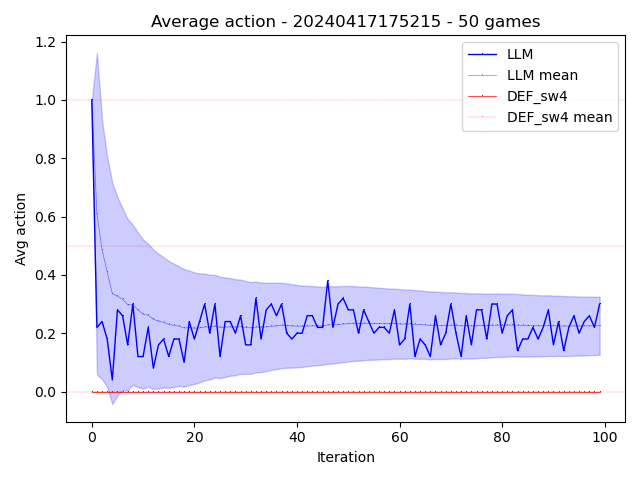 Average action - 20240417175215 - 50 games
1.2
1.0
0.8
0.6
0.4
0.2
0.0
Avg action
LLM
LLM mean
DEF_sw4
DEF_sw4 mean
0
20
40
60
80
100
Iteration